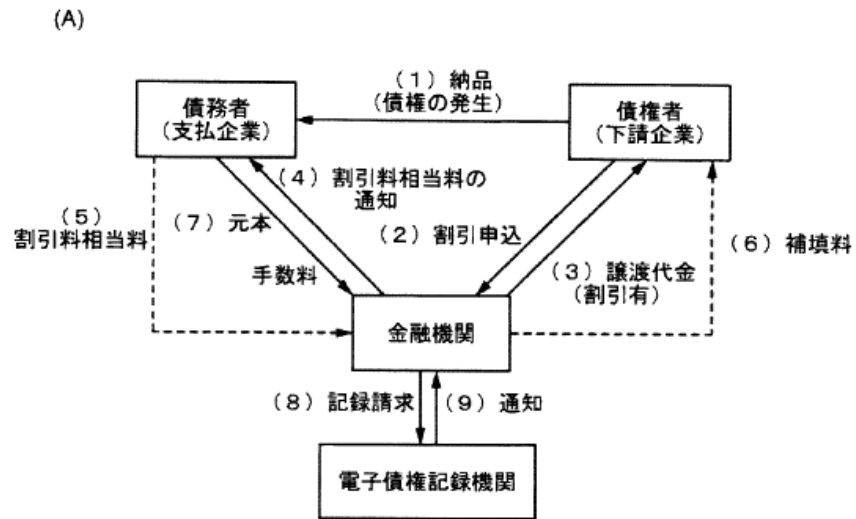 (A)
(1)納品
(債権の発生)
債務者
(支払企業)
債権者
(下請企業)
(4)割引料相当料の
通知
(5)
割引料相当料
(7)元本
(2)割引申込
(6)補填料
手数料
(3)譲渡代金
(割引有)
金融機関
(8)記録請求
(9)通知
電子債権記録機関